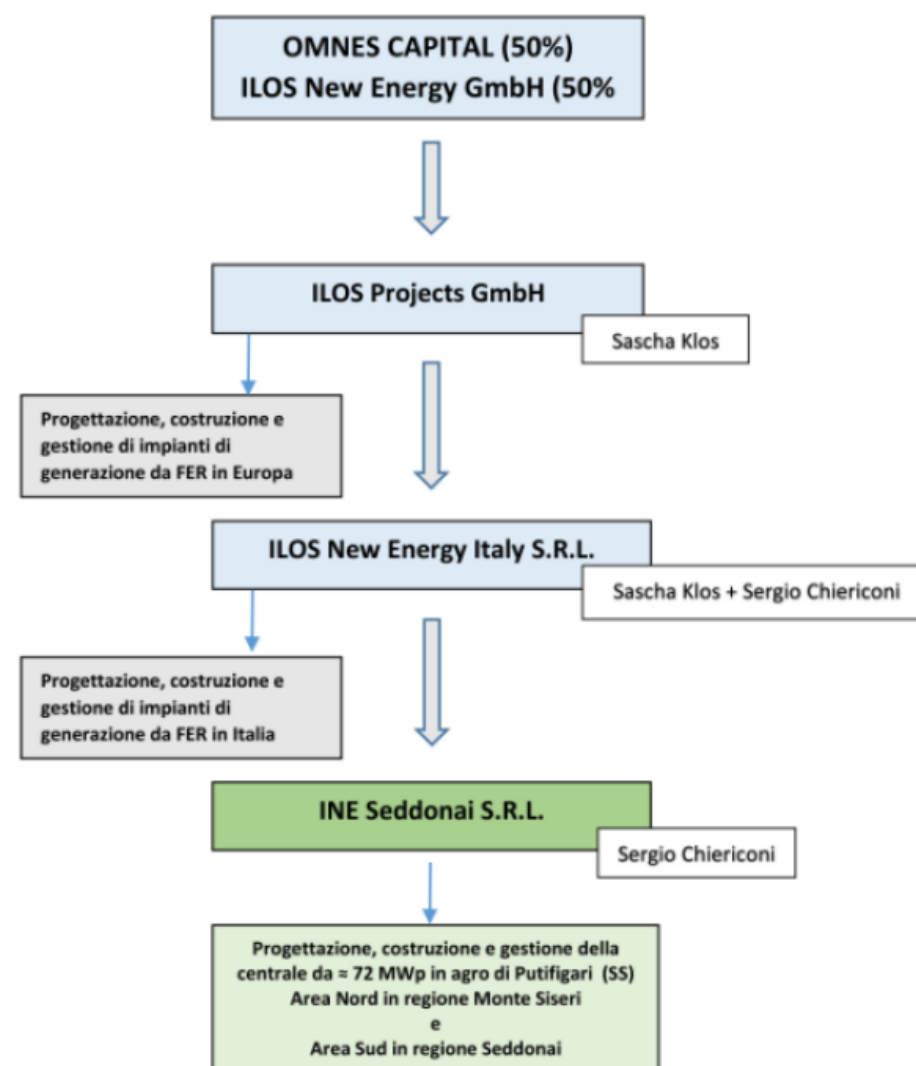 OMNES CAPITAL (50%)
ILOS New Energy GmbH (50%
ILOS Projects GmbH
Sascha Klos
Progettazione, costruzione e
gestione di impianti di
generazione da FER in Europa
ILOS New Energy Italy S.R.L.
Sascha Klos + Sergio Chiericoni
Progettazione, costruzione e
gestione di impianti di
generazione da FER in Italia
INE Seddonai S.R.L.
Sergio Chiericoni
Progettazione, costruzione e gestione della
centrale da ≈ 72 MWp in agro di Putifigari (SS)
Area Nord in regione Monte Siseri
e
Area Sud in regione Seddonai